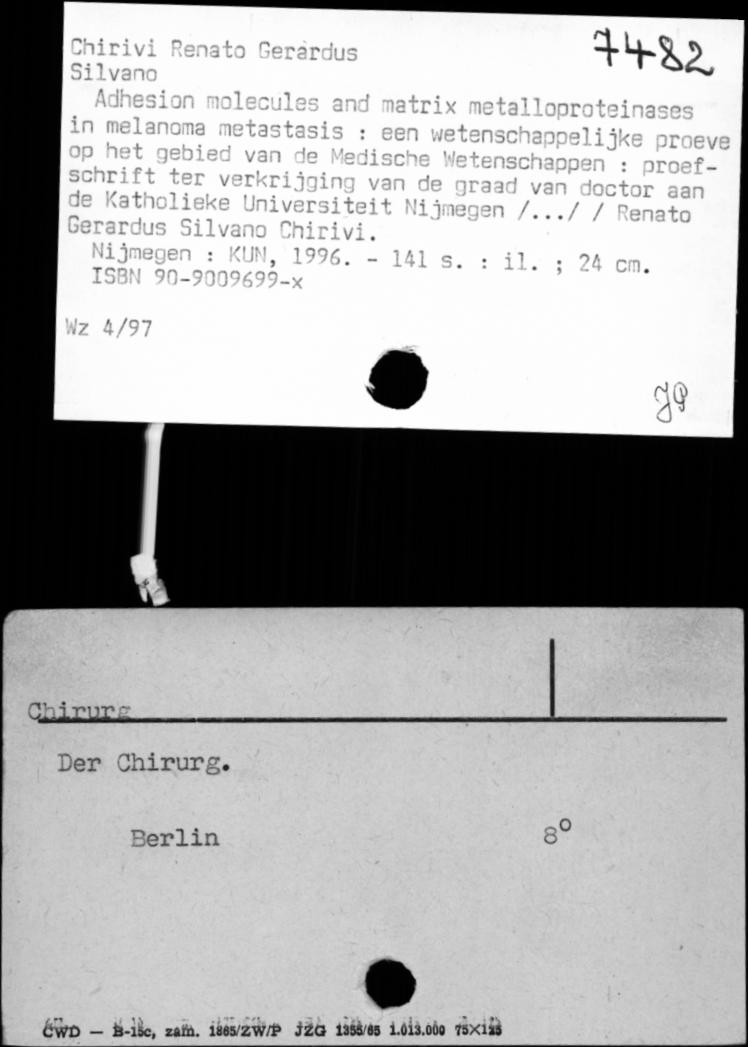 7482
Chirivi Renato Gerardus
Silvano
Adhesion molecules and matrix metalloproteinases
in melanoma metastasis : een wetenschappelijke proeve
op het gebied van de Medische Wetenschappen : proef-
schrift ter verkrijging van de graad van doctor aan
de Katholieke Universiteit Nijmegen /.../ / Renato
Gerardus Silvano Chirivi.
Nijmegen : KUN, 1996. - 141 s. : il. ; 24 cm.
ISBN 90-9009699-x
Wz 4/97
JP
Chirurg
Der Chirurg.
Berlin 8°
CWD — B-15c, zam. 1865/ZW/P JZG 1355/65 1.013.000 75×125